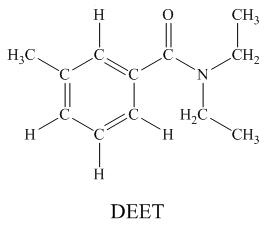 H O CH₃
H₃C C C CH₂
C C N
C C H₂C
H C H CH₃
H
DEET